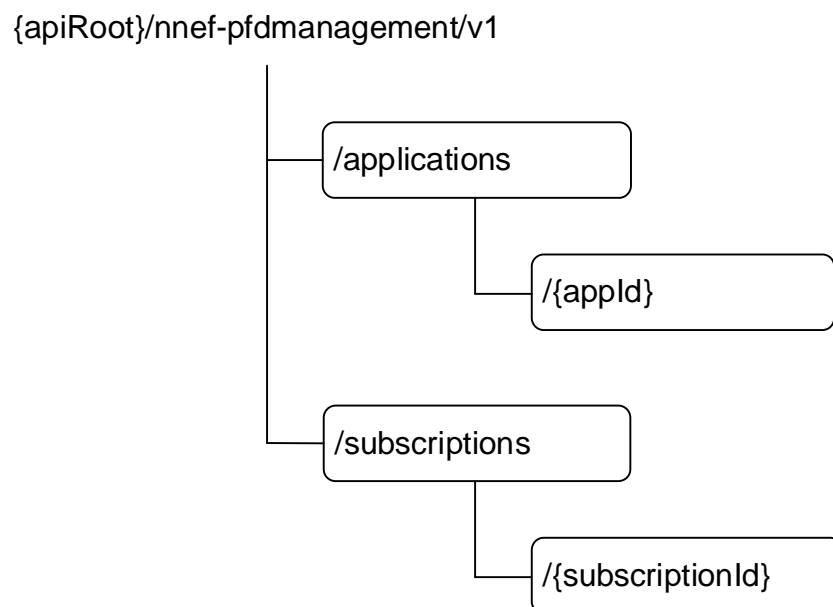 {apiRoot}/nnef-pfdmanagement/v1
/applications
/{appId}
/subscriptions
/{subscriptionId}